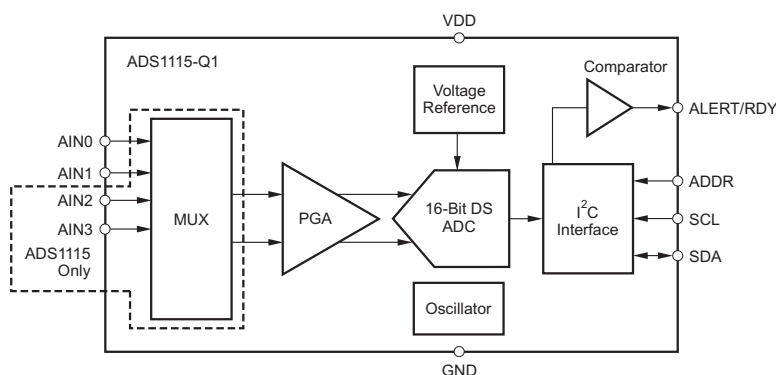 VDD
ADS1115-Q1
Comparator
Voltage
Reference
ALERT/RDY
AIN0
AIN1
AIN2
AIN3
ADS1115
Only
MUX
PGA
16-Bit DS
ADC
I²C
Interface
ADDR
SCL
SDA
Oscillator
GND